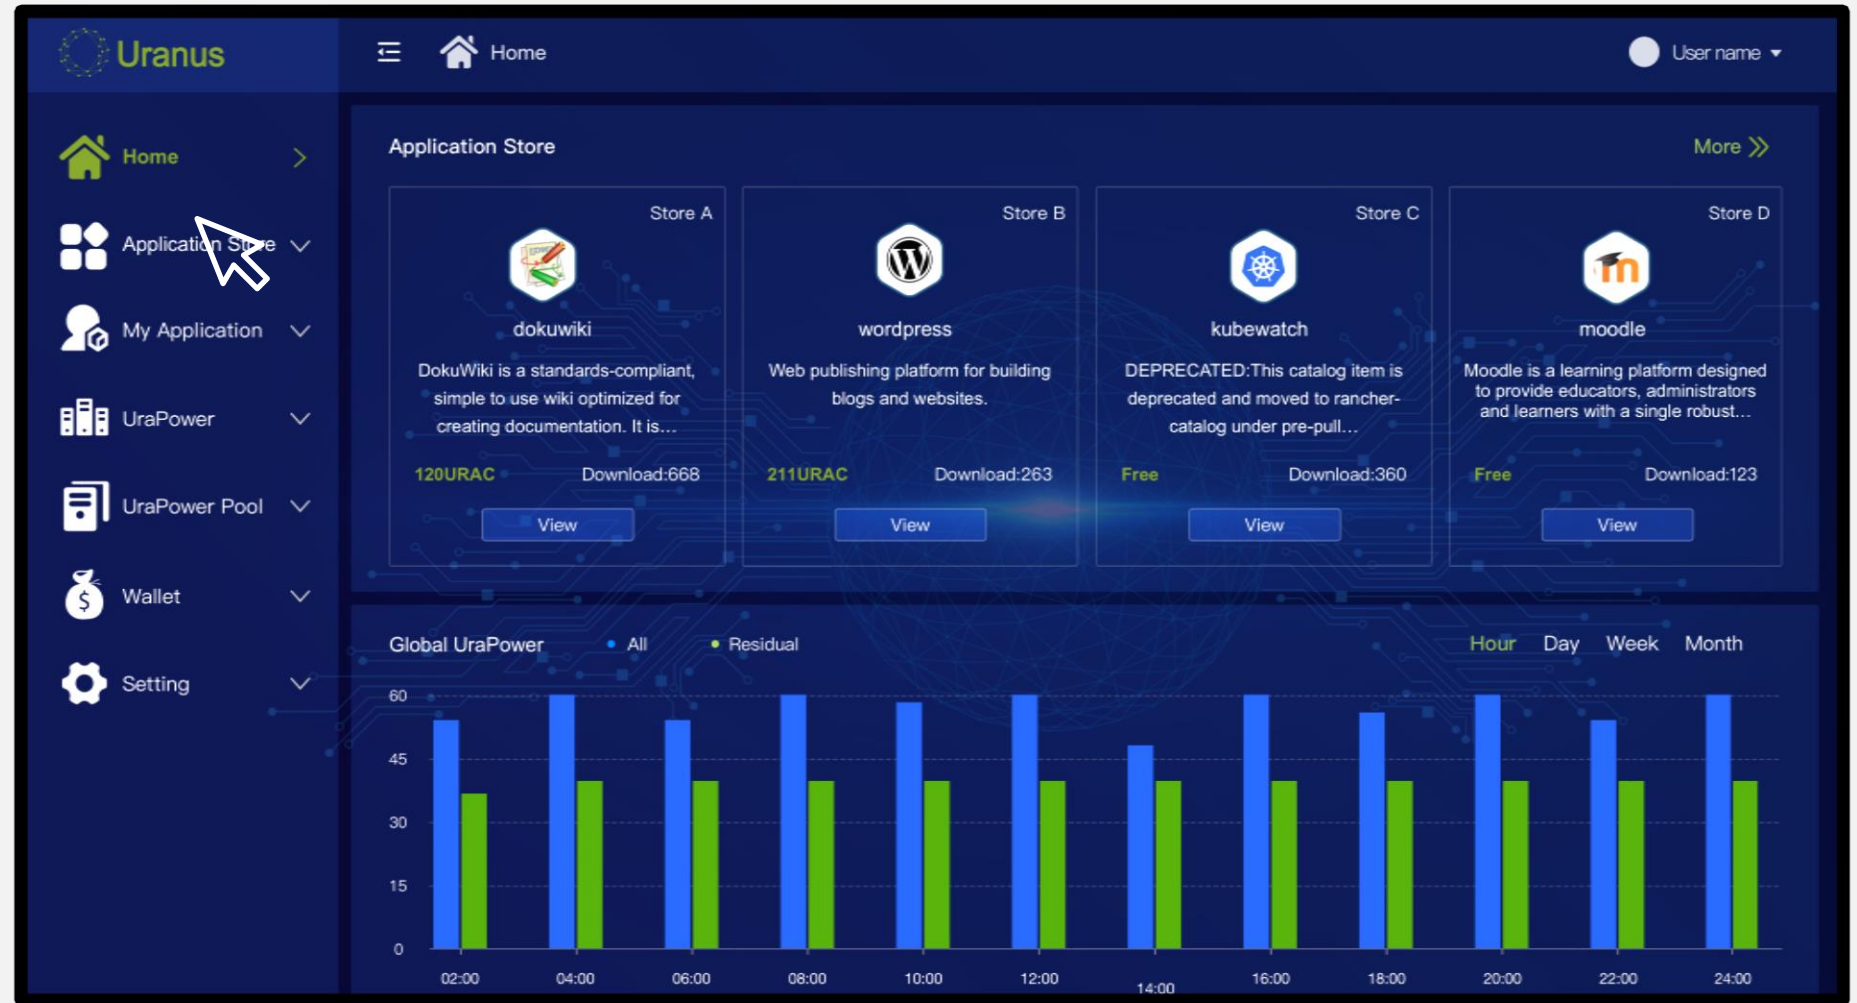 Uranus
Home
User name
Home
Application Store
My Application
UraPower
UraPower Pool
Wallet
Setting
Application Store
More
Store A
dokuwiki
DokuWiki is a standards-compliant,
simple to use wiki optimized for
creating documentation. It is...
120URAC Download:668
View
Store B
wordpress
Web publishing platform for building
blogs and websites.
211URAC Download:263
View
Store C
kubewatch
DEPRECATED:This catalog item is
deprecated and moved to rancher-
catalog under pre-pull...
Free Download:360
View
Store D
moodle
Moodle is a learning platform designed
to provide educators, administrators
and learners with a single robust...
Free Download:123
View
Global UraPower All Residual
Hour Day Week Month
60
45
30
15
0
02:00 04:00 06:00 08:00 10:00 12:00 14:00 16:00 18:00 20:00 22:00 24:00